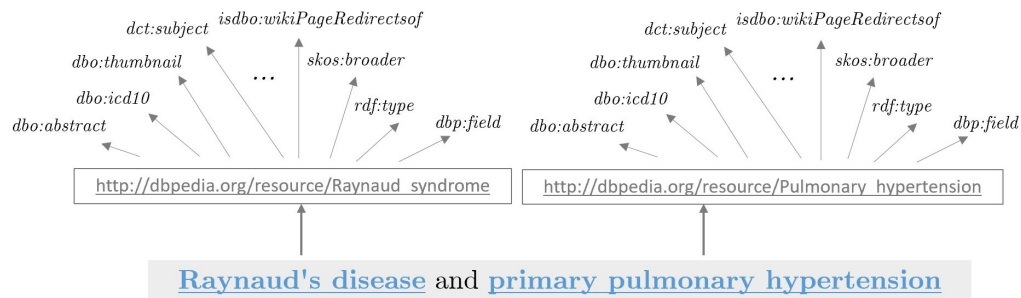 isdbo:wikiPageRedirectsof isdbo:wikiPageRedirectsof
dct:subject dct:subject
dbo:thumbnail ... skos:broader dbo:thumbnail ... skos:broader
dbo:icd10 rdf:type dbo:icd10 rdf:type
dbo:abstract dbp:field dbo:abstract dbp:field
http://dbpedia.org/resource/Raynaud_syndrome http://dbpedia.org/resource/Pulmonary_hypertension
Raynaud's disease and primary pulmonary hypertension